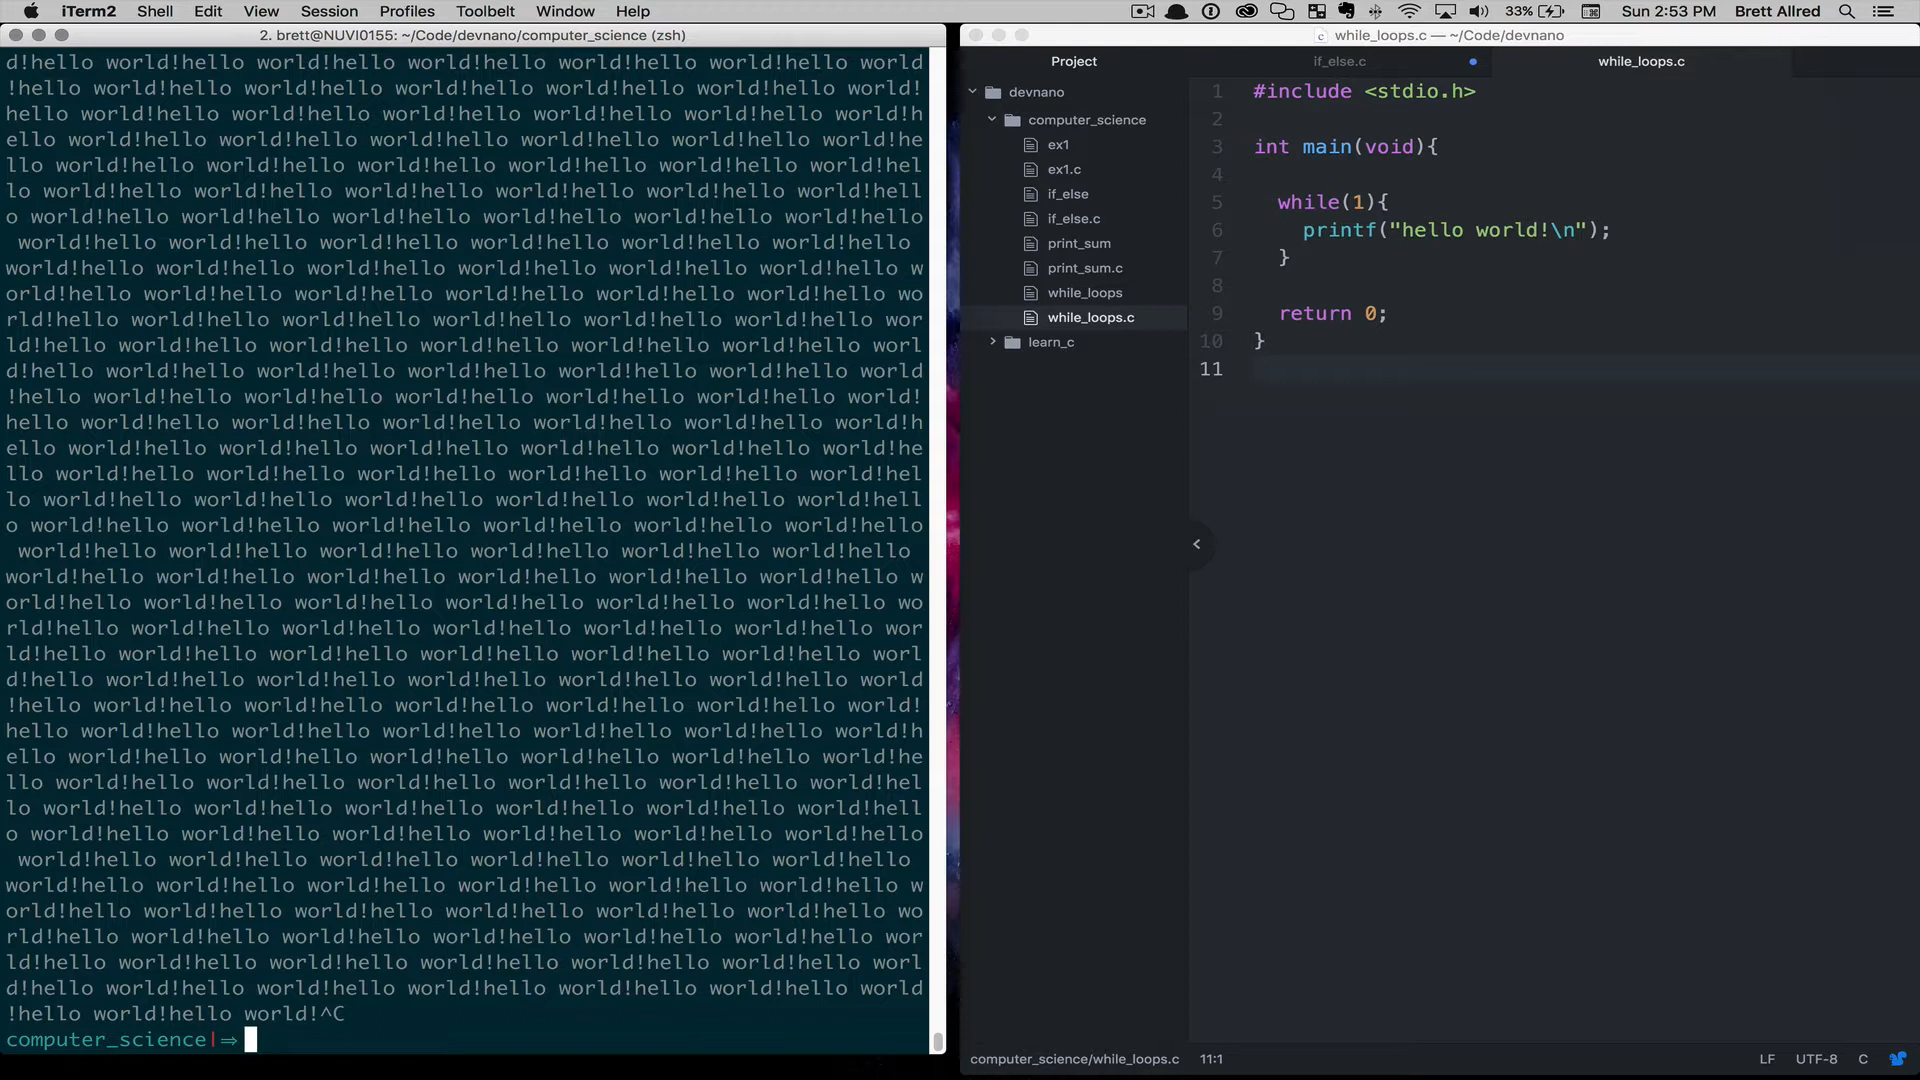 iTerm2 Shell Edit View Session Profiles Toolbelt Window Help 33% Sun 2:53 PM Brett Allred
2. brett@NUVI0155: ~/Code/devnano/computer_science (zsh)
d!hello world!hello world!hello world!hello world!hello world!hello world
!hello world!hello world!hello world!hello world!hello world!hello world!
hello world!hello world!hello world!hello world!hello world!hello world!h
ello world!hello world!hello world!hello world!hello world!hello world!he
llo world!hello world!hello world!hello world!hello world!hello world!hel
lo world!hello world!hello world!hello world!hello world!hello world!hell
o world!hello world!hello world!hello world!hello world!hello world!hello
 world!hello world!hello world!hello world!hello world!hello world!hello 
world!hello world!hello world!hello world!hello world!hello world!hello w
orld!hello world!hello world!hello world!hello world!hello world!hello wo
rld!hello world!hello world!hello world!hello world!hello world!hello wor
ld!hello world!hello world!hello world!hello world!hello world!hello worl
d!hello world!hello world!hello world!hello world!hello world!hello world
!hello world!hello world!hello world!hello world!hello world!hello world!
hello world!hello world!hello world!hello world!hello world!hello world!h
ello world!hello world!hello world!hello world!hello world!hello world!he
llo world!hello world!hello world!hello world!hello world!hello world!hel
lo world!hello world!hello world!hello world!hello world!hello world!hell
o world!hello world!hello world!hello world!hello world!hello world!hello
 world!hello world!hello world!hello world!hello world!hello world!hello 
world!hello world!hello world!hello world!hello world!hello world!hello w
orld!hello world!hello world!hello world!hello world!hello world!hello wo
rld!hello world!hello world!hello world!hello world!hello world!hello wor
ld!hello world!hello world!hello world!hello world!hello world!hello worl
d!hello world!hello world!hello world!hello world!hello world!hello world
!hello world!hello world!hello world!hello world!hello world!hello world!
hello world!hello world!hello world!hello world!hello world!hello world!h
ello world!hello world!hello world!hello world!hello world!hello world!he
llo world!hello world!hello world!hello world!hello world!hello world!hel
lo world!hello world!hello world!hello world!hello world!hello world!hell
o world!hello world!hello world!hello world!hello world!hello world!hello
 world!hello world!hello world!hello world!hello world!hello world!hello 
world!hello world!hello world!hello world!hello world!hello world!hello w
orld!hello world!hello world!hello world!hello world!hello world!hello wo
rld!hello world!hello world!hello world!hello world!hello world!hello wor
ld!hello world!hello world!hello world!hello world!hello world!hello worl
d!hello world!hello world!hello world!hello world!hello world!hello world
!hello world!hello world!^C
computer_science|⇒
while_loops.c — ~/Code/devnano
Project
devnano
computer_science
ex1
ex1.c
if_else
if_else.c
print_sum
print_sum.c
while_loops
while_loops.c
learn_c
if_else.c while_loops.c
1 #include <stdio.h>
2
3 int main(void){
4
5 while(1){
6 printf("hello world!\n");
7 }
8
9 return 0;
10 }
11
computer_science/while_loops.c 11:1 LF UTF-8 C